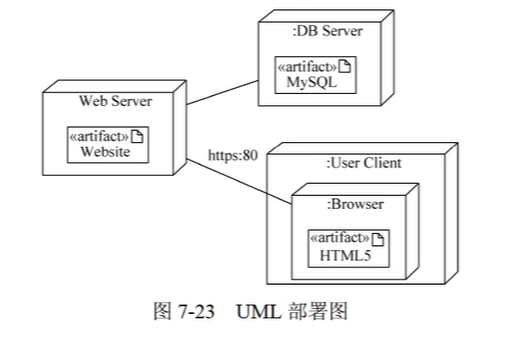 :DB Server
«artifact»
MySQL
Web Server
«artifact»
Website
https:80
:User Client
:Browser
«artifact»
HTML5
图 7-23 UML 部署图